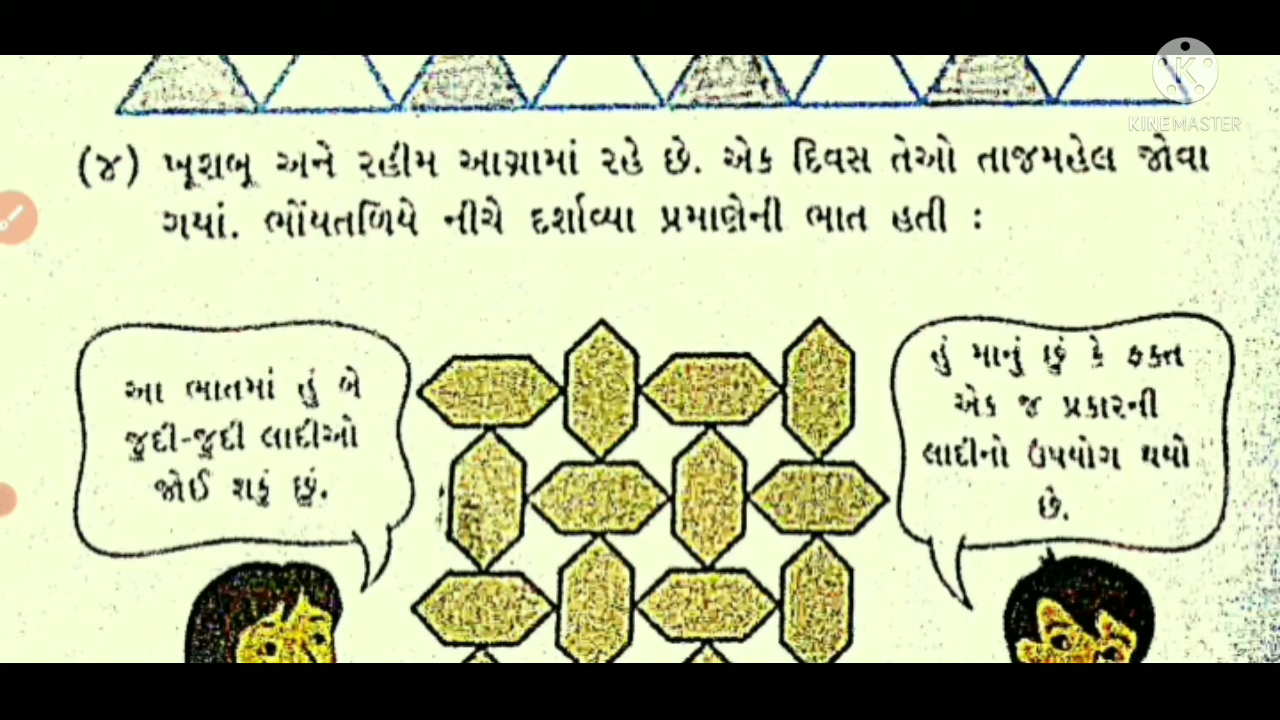 KINEMASTER
(૪) ખૂશબૂ અને રહીમ આગ્રામાં રહે છે. એક દિવસ તેઓ તાજમહેલ જોવા
ગયાં. ભોંયતળિયે નીચે દર્શાવ્યા પ્રમાણેની ભાત હતી :
આ ભાતમાં હું બે
જુદી-જુદી લાદીઓ
જોઈ શકું છું.
હું માનું છું કે ફક્ત
એક જ પ્રકારની
લાદીનો ઉપયોગ થયો
છે.